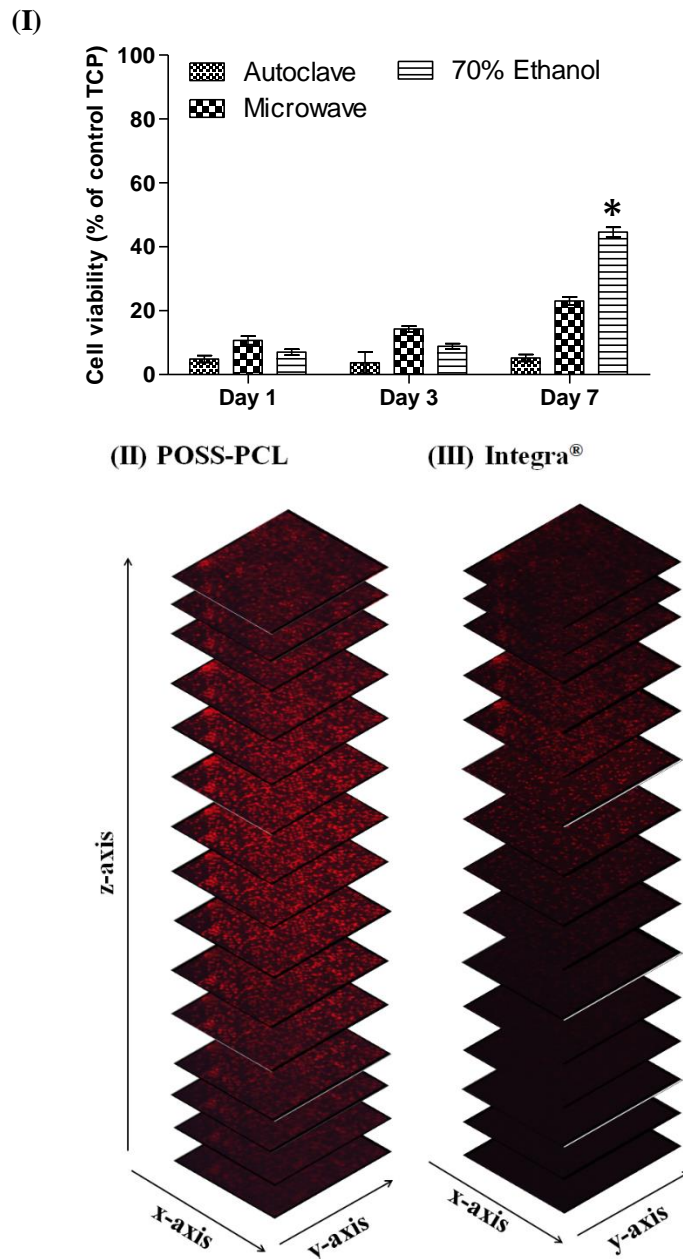 (I)
Cell viability (% of control TCP)
100
80
60
40
20
0
Autoclave
70% Ethanol
Microwave
*
Day 1
Day 3
Day 7
(II) POSS-PCL
(III) Integra®
z-axis
x-axis
y-axis
x-axis
y-axis